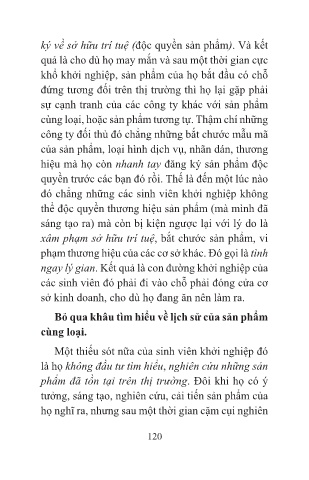 ký về sở hữu trí tuệ (độc quyền sản phẩm). Và kết
quả là cho dù họ may mắn và sau một thời gian cực
khổ khởi nghiệp, sản phẩm của họ bắt đầu có chỗ
đứng tương đối trên thị trường thì họ lại gặp phải
sự cạnh tranh của các công ty khác với sản phẩm
cùng loại, hoặc sản phẩm tương tự. Thậm chí những
công ty đối thủ đó chẳng những bắt chước mẫu mã
của sản phẩm, loại hình dịch vụ, nhãn dán, thương
hiệu mà họ còn nhanh tay đăng ký sản phẩm độc
quyền trước các bạn đó rồi. Thế là đến một lúc nào
đó chẳng những các sinh viên khởi nghiệp không
thể độc quyền thương hiệu sản phẩm (mà mình đã
sáng tạo ra) mà còn bị kiện ngược lại với lý do là
xâm phạm sở hữu trí tuệ, bắt chước sản phẩm, vi
phạm thương hiệu của các cơ sở khác. Đó gọi là tình
ngay lý gian. Kết quả là con đường khởi nghiệp của
các sinh viên đó phải đi vào chỗ phải đóng cửa cơ
sở kinh doanh, cho dù họ đang ăn nên làm ra.
Bỏ qua khâu tìm hiểu về lịch sử của sản phẩm
cùng loại.
Một thiếu sót nữa của sinh viên khởi nghiệp đó
là họ không đầu tư tìm hiểu, nghiên cứu những sản
phẩm đã tồn tại trên thị trường. Đôi khi họ có ý
tưởng, sáng tạo, nghiên cứu, cải tiến sản phẩm của
họ nghĩ ra, nhưng sau một thời gian cặm cụi nghiên
120